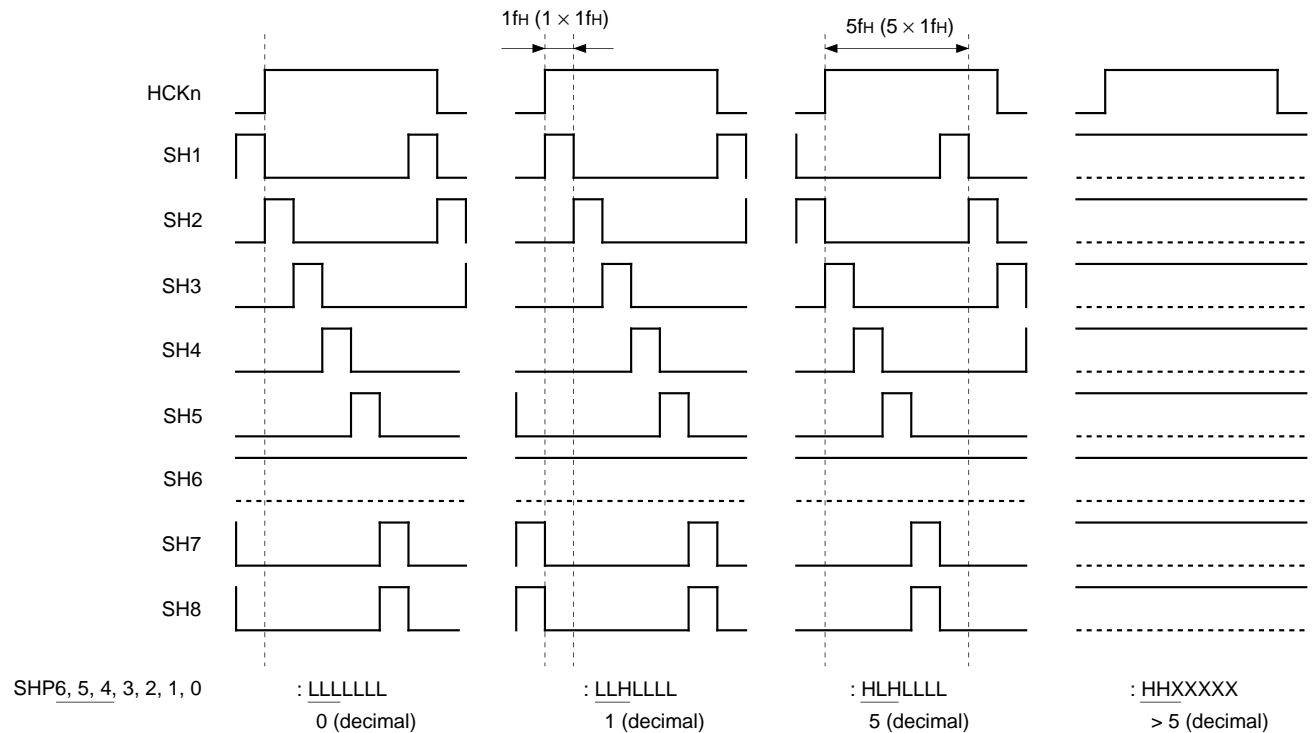 1fH (1 × 1fH)
5fH (5 × 1fH)
HCKn
SH1
SH2
SH3
SH4
SH5
SH6
SH7
SH8
SHP6, 5, 4, 3, 2, 1, 0 : LLLLLLL : LLHLLLL : HLHLLLL : HHXXXXX
0 (decimal) 1 (decimal) 5 (decimal) > 5 (decimal)